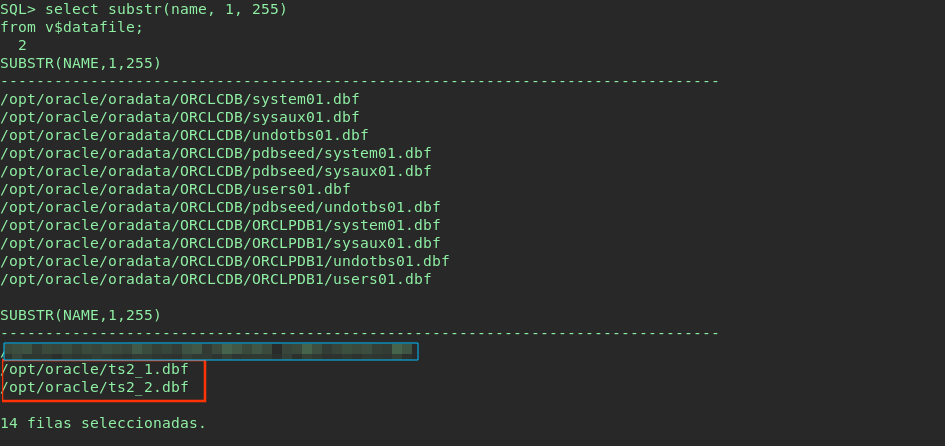 SQL> select substr(name, 1, 255)
from v$datafile;
  2
SUBSTR(NAME,1,255)
--------------------------------------------------------------------------------
/opt/oracle/oradata/ORCLCDB/system01.dbf
/opt/oracle/oradata/ORCLCDB/sysaux01.dbf
/opt/oracle/oradata/ORCLCDB/undotbs01.dbf
/opt/oracle/oradata/ORCLCDB/pdbseed/system01.dbf
/opt/oracle/oradata/ORCLCDB/pdbseed/sysaux01.dbf
/opt/oracle/oradata/ORCLCDB/users01.dbf
/opt/oracle/oradata/ORCLCDB/pdbseed/undotbs01.dbf
/opt/oracle/oradata/ORCLCDB/ORCLPDB1/system01.dbf
/opt/oracle/oradata/ORCLCDB/ORCLPDB1/sysaux01.dbf
/opt/oracle/oradata/ORCLCDB/ORCLPDB1/undotbs01.dbf
/opt/oracle/oradata/ORCLCDB/ORCLPDB1/users01.dbf
SUBSTR(NAME,1,255)
--------------------------------------------------------------------------------
/opt/oracle/ts2_1.dbf
/opt/oracle/ts2_2.dbf
14 filas seleccionadas.